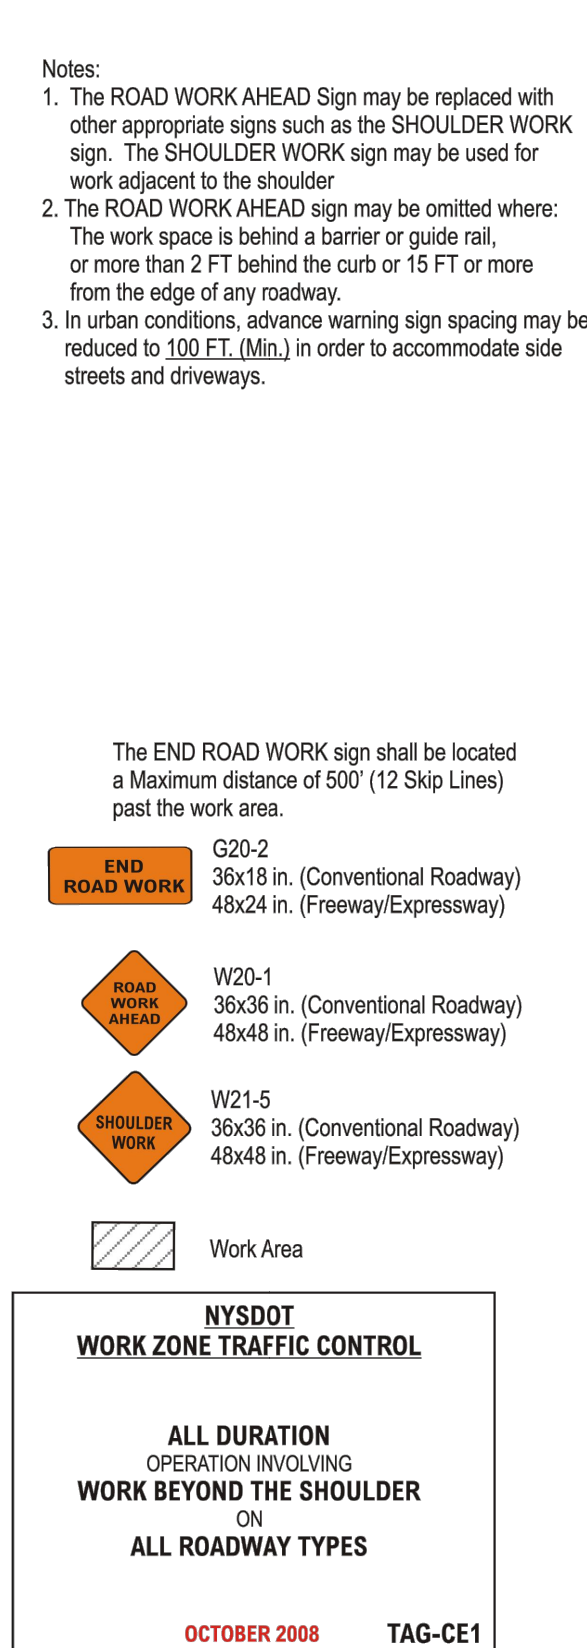 Notes:
1. The ROAD WORK AHEAD Sign may be replaced with
other appropriate signs such as the SHOULDER WORK
sign. The SHOULDER WORK sign may be used for
work adjacent to the shoulder
2. The ROAD WORK AHEAD sign may be omitted where:
The work space is behind a barrier or guide rail,
or more than 2 FT behind the curb or 15 FT or more
from the edge of any roadway.
3. In urban conditions, advance warning sign spacing may be
reduced to 100 FT. (Min.) in order to accommodate side
streets and driveways.
The END ROAD WORK sign shall be located
a Maximum distance of 500' (12 Skip Lines)
past the work area.
END
ROAD WORK
G20-2
36x18 in. (Conventional Roadway)
48x24 in. (Freeway/Expressway)
ROAD
WORK
AHEAD
W20-1
36x36 in. (Conventional Roadway)
48x48 in. (Freeway/Expressway)
SHOULDER
WORK
W21-5
36x36 in. (Conventional Roadway)
48x48 in. (Freeway/Expressway)
Work Area
NYSDOT
WORK ZONE TRAFFIC CONTROL
ALL DURATION
OPERATION INVOLVING
WORK BEYOND THE SHOULDER
ON
ALL ROADWAY TYPES
OCTOBER 2008 TAG-CE1